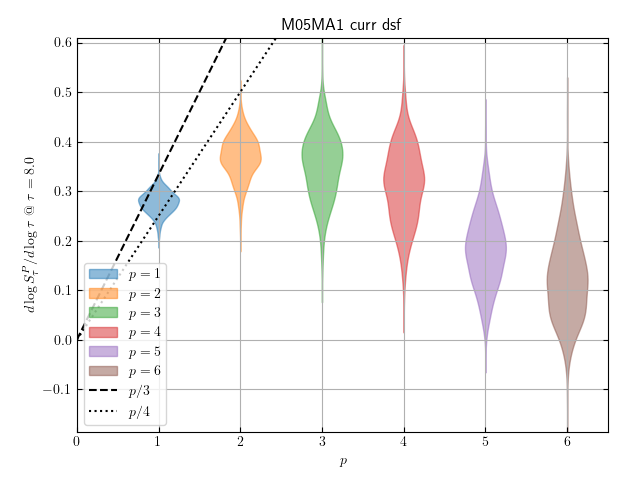 M05MA1 curr dsf
d log S_τ^P / d log τ @ τ = 8.0
0.6
0.5
0.4
0.3
0.2
0.1
0.0
−0.1
p = 1
p = 2
p = 3
p = 4
p = 5
p = 6
p/3
p/4
0 1 2 3 4 5 6
p